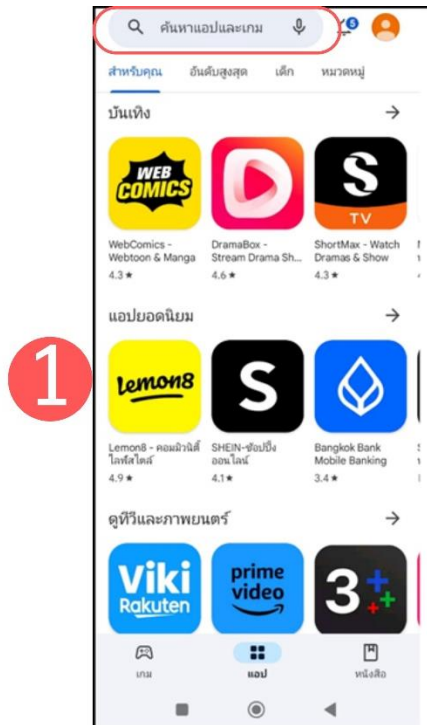 ค้นหาแอปและเกม
5
สำหรับคุณ อันดับสูงสุด เด็ก หมวดหมู่
บันเทิง
WEB
COMICS
S
TV
WebComics - Webtoon & Manga
4.3 ★
DramaBox - Stream Drama Sh...
4.6 ★
ShortMax - Watch Dramas & Show
4.3 ★
1
แอปยอดนิยม
Lemon8
S
Lemon8 - คอมมิวนิตี้ไลฟ์สไตล์
4.9 ★
SHEIN-ช้อปปิ้งออนไลน์
4.1 ★
Bangkok Bank Mobile Banking
3.4 ★
ดูทีวีและภาพยนตร์
Viki
Rakuten
prime
video
3
เกม แอป หนังสือ